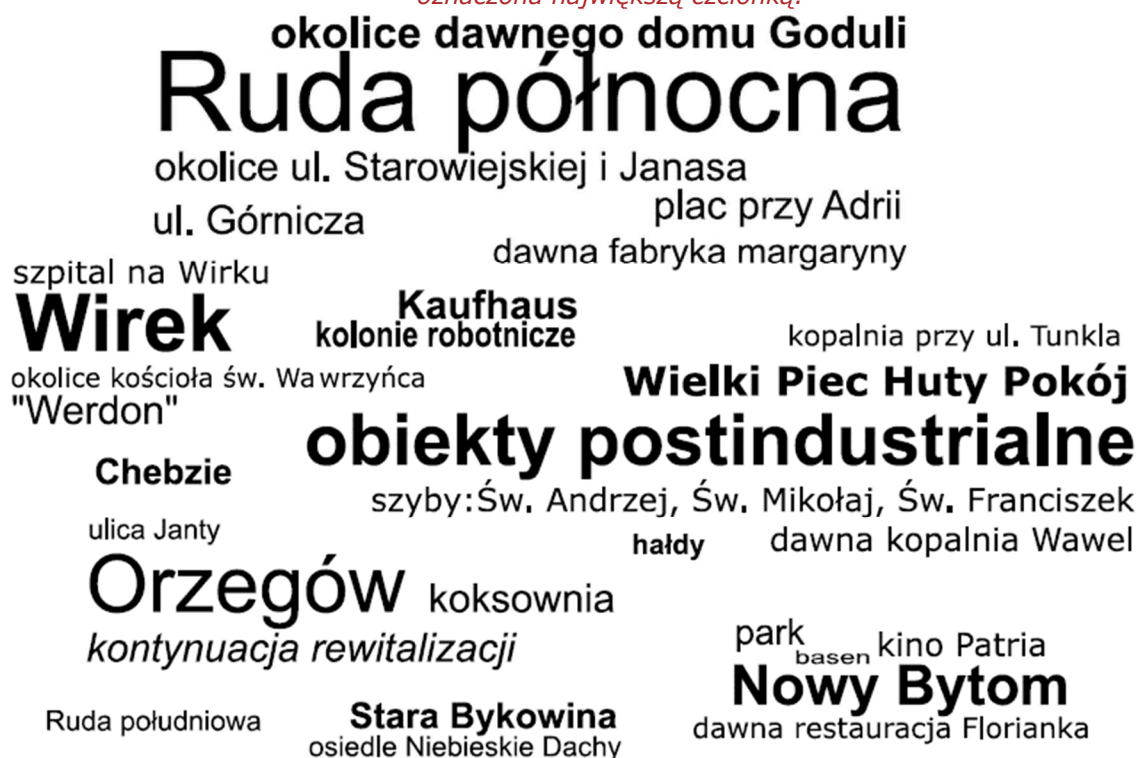 oznaczona największą czcionką.
okolice dawnego domu Goduli
Ruda północna
okolice ul. Starowiejskiej i Janasa
plac przy Adrii
ul. Górnicza
dawna fabryka margaryny
szpital na Wirku
Kaufhaus
Wirek
kolonie robotnicze
kopalnia przy ul. Tunkla
okolice kościoła św. Wawrzyńca
Wielki Piec Huty Pokój
"Werdon"
obiekty postindustrialne
Chebzie
szyby:Św. Andrzej, Św. Mikołaj, Św. Franciszek
ulica Janty
hałdy
dawna kopalnia Wawel
Orzegów
koksownia
kontynuacja rewitalizacji
park
basen
kino Patria
Nowy Bytom
Ruda południowa
Stara Bykowina
dawna restauracja Florianka
osiedle Niebieskie Dachy